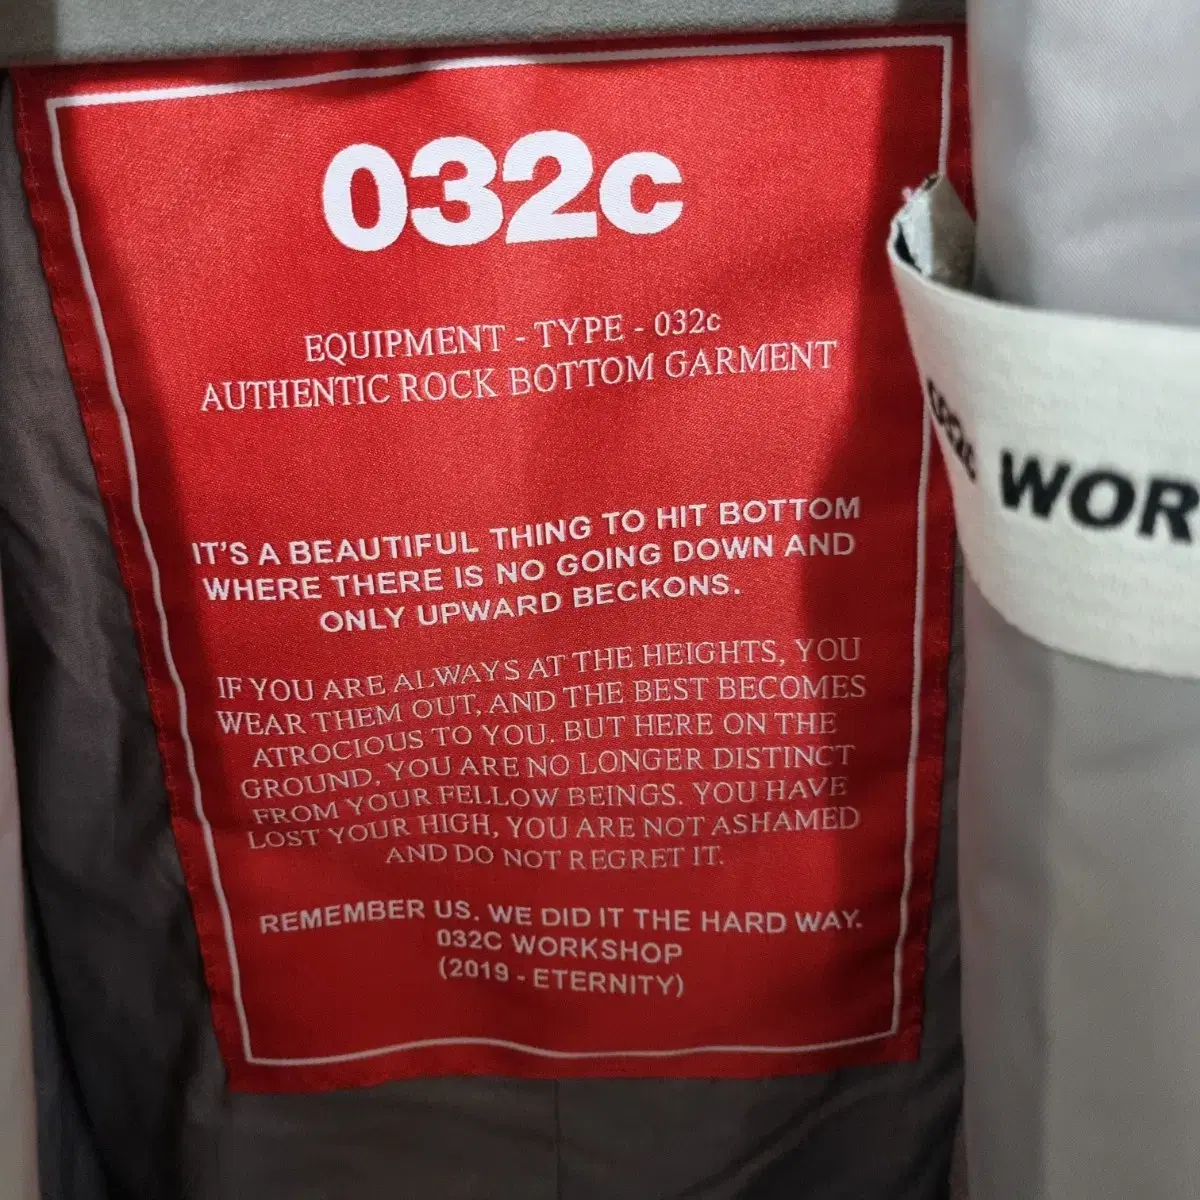 032c
EQUIPMENT - TYPE - 032c
AUTHENTIC ROCK BOTTOM GARMENT
IT'S A BEAUTIFUL THING TO HIT BOTTOM
WHERE THERE IS NO GOING DOWN AND
ONLY UPWARD BECKONS.
IF YOU ARE ALWAYS AT THE HEIGHTS, YOU
WEAR THEM OUT, AND THE BEST BECOMES
ATROCIOUS TO YOU. BUT HERE ON THE
GROUND, YOU ARE NO LONGER DISTINCT
FROM YOUR FELLOW BEINGS. YOU HAVE
LOST YOUR HIGH, YOU ARE NOT ASHAMED
AND DO NOT REGRET IT.
REMEMBER US. WE DID IT THE HARD WAY.
032C WORKSHOP
(2019 - ETERNITY)
032c WOR